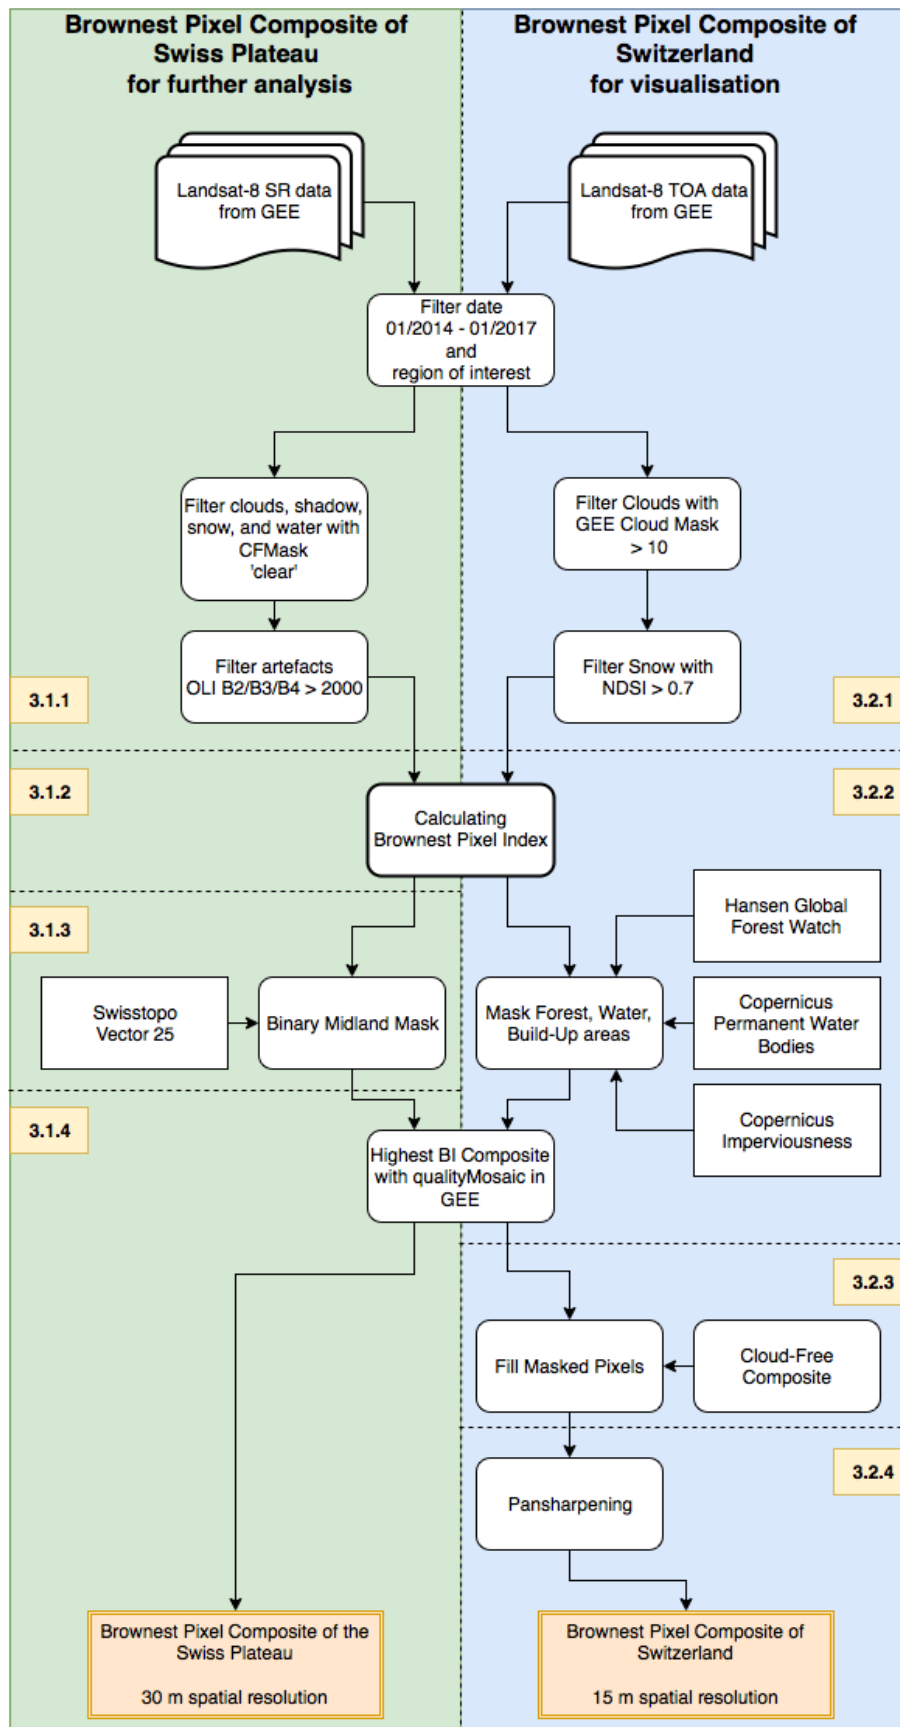 Brownest Pixel Composite of
Swiss Plateau
for further analysis
Brownest Pixel Composite of
Switzerland
for visualisation
Landsat-8 SR data
from GEE
Landsat-8 TOA data
from GEE
Filter date
01/2014 - 01/2017
and
region of interest
Filter clouds, shadow,
snow, and water with
CFMask
'clear'
Filter Clouds with
GEE Cloud Mask
> 10
Filter artefacts
OLI B2/B3/B4 > 2000
Filter Snow with
NDSI > 0.7
3.1.1
3.2.1
3.1.2
3.2.2
Calculating
Brownest Pixel Index
3.1.3
Hansen Global
Forest Watch
Swisstopo
Vector 25
Binary Midland Mask
Mask Forest, Water,
Build-Up areas
Copernicus
Permanent Water
Bodies
3.1.4
Copernicus
Imperviousness
Highest BI Composite
with qualityMosaic in
GEE
3.2.3
Fill Masked Pixels
Cloud-Free
Composite
3.2.4
Pansharpening
Brownest Pixel Composite of the
Swiss Plateau
30 m spatial resolution
Brownest Pixel Composite of
Switzerland
15 m spatial resolution